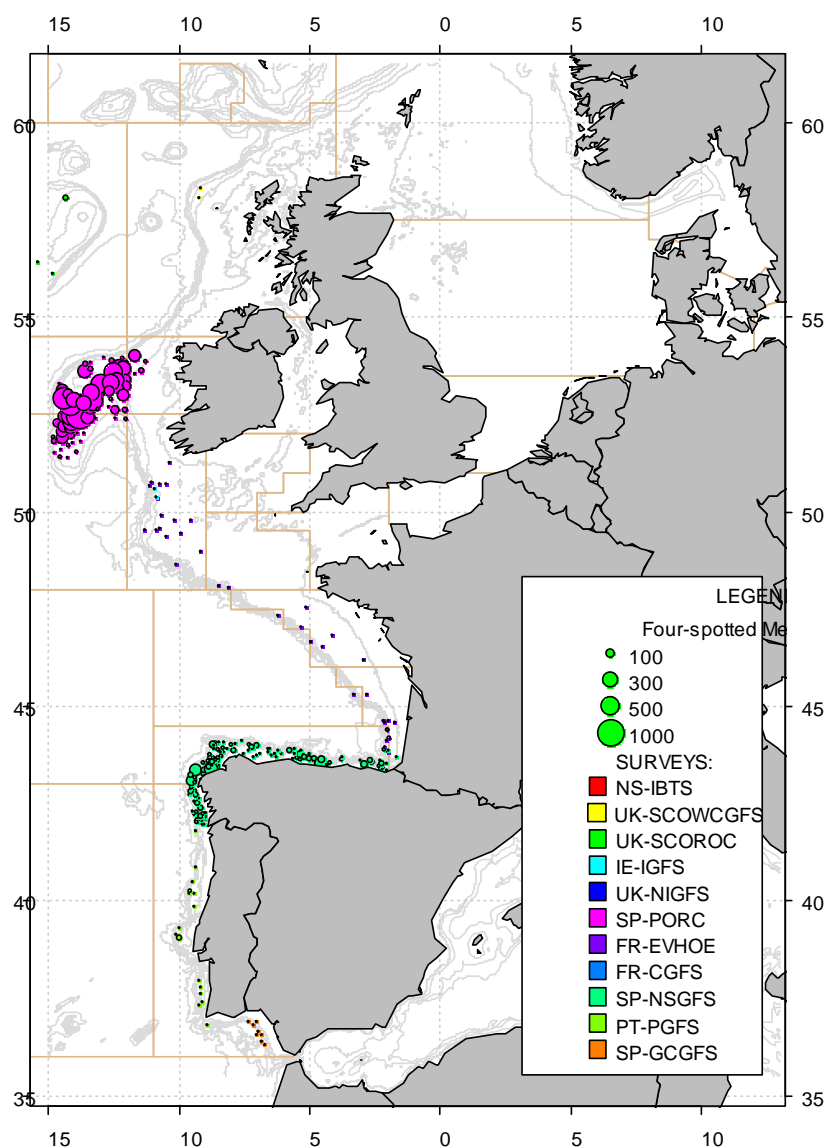 15 10 5 0 5 10
60 60
55 55
50 50
45 45
40 40
35 35
LEGEN
Four-spotted Me
100
300
500
1000
SURVEYS:
NS-IBTS
UK-SCOWCGFS
UK-SCOROC
IE-IGFS
UK-NIGFS
SP-PORC
FR-EVHOE
FR-CGFS
SP-NSGFS
PT-PGFS
SP-GCGFS
15 10 5 0 5 10